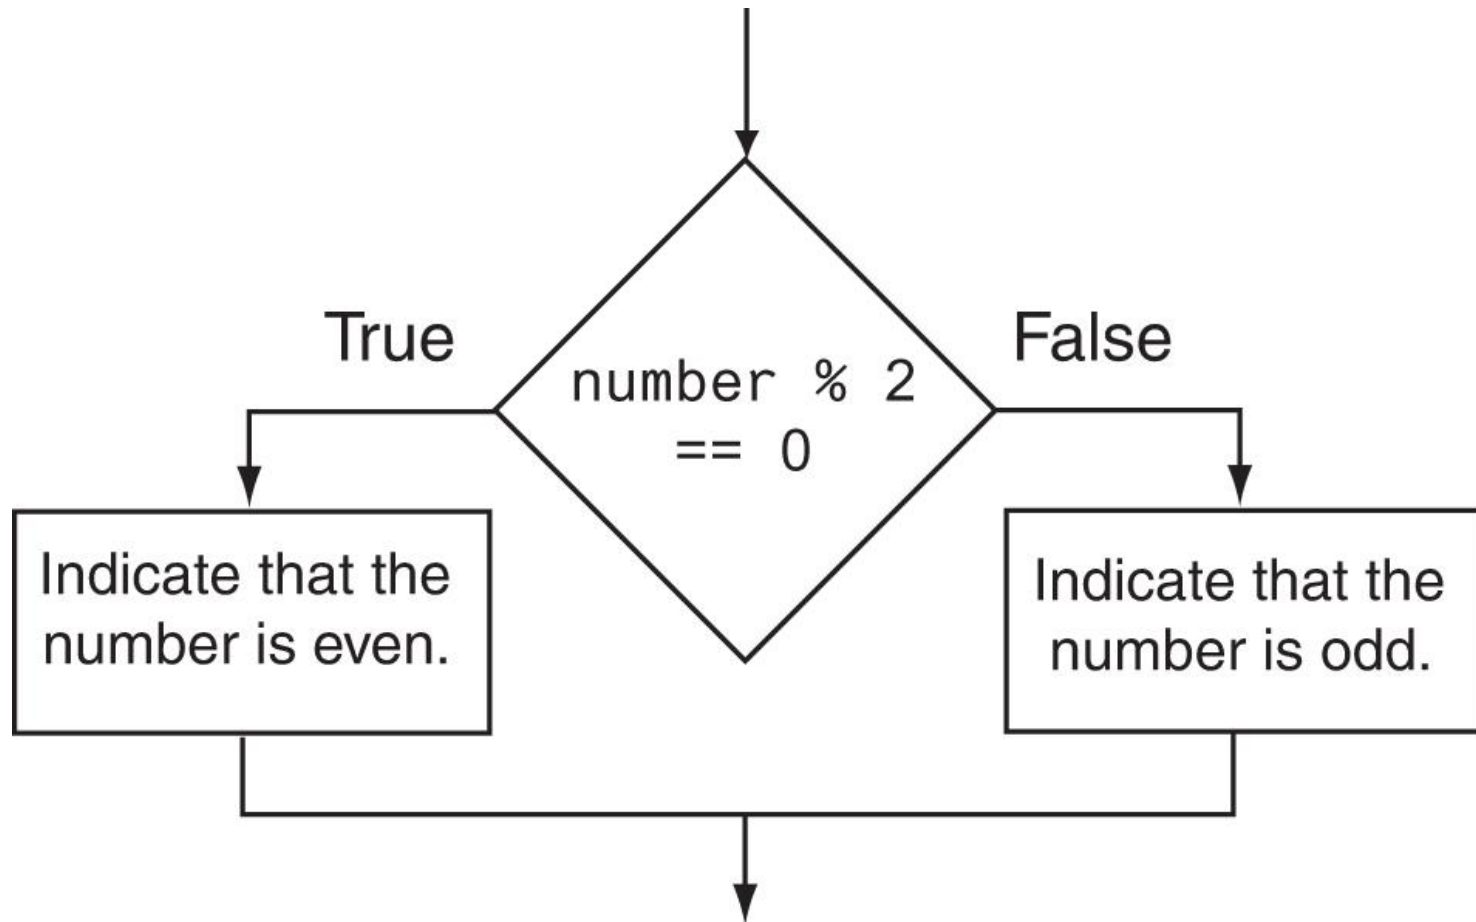 True
False
number % 2
== 0
Indicate that the
number is even.
Indicate that the
number is odd.